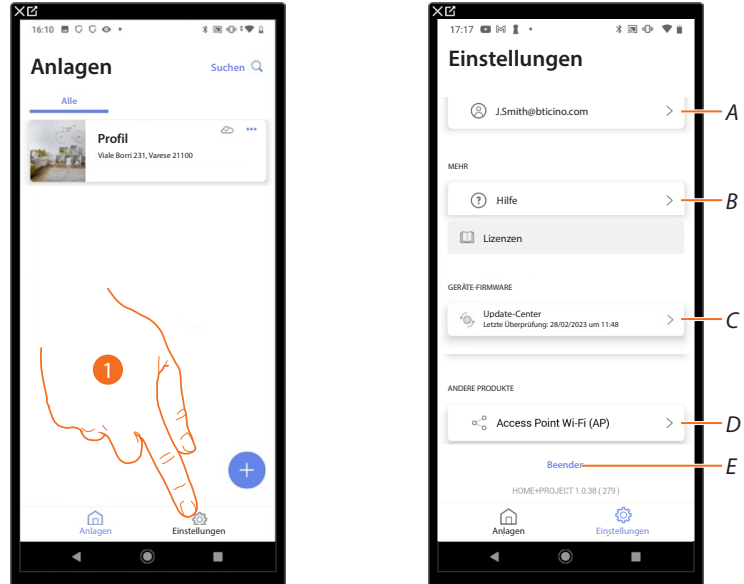 16:10
Anlagen
Suchen
Alle
Profil
Viale Borri 231, Varese 21100
1
Anlagen
Einstellungen
17:17
Einstellungen
J.Smith@bticino.com
A
MEHR
Hilfe
B
Lizenzen
GERÄTE-FIRMWARE
Update-Center
Letzte Überprüfung: 28/02/2023 um 11:48
C
ANDERE PRODUKTE
Access Point Wi-Fi (AP)
D
Beenden
E
HOME+PROJECT 1.0.38 ( 279 )
Anlagen
Einstellungen